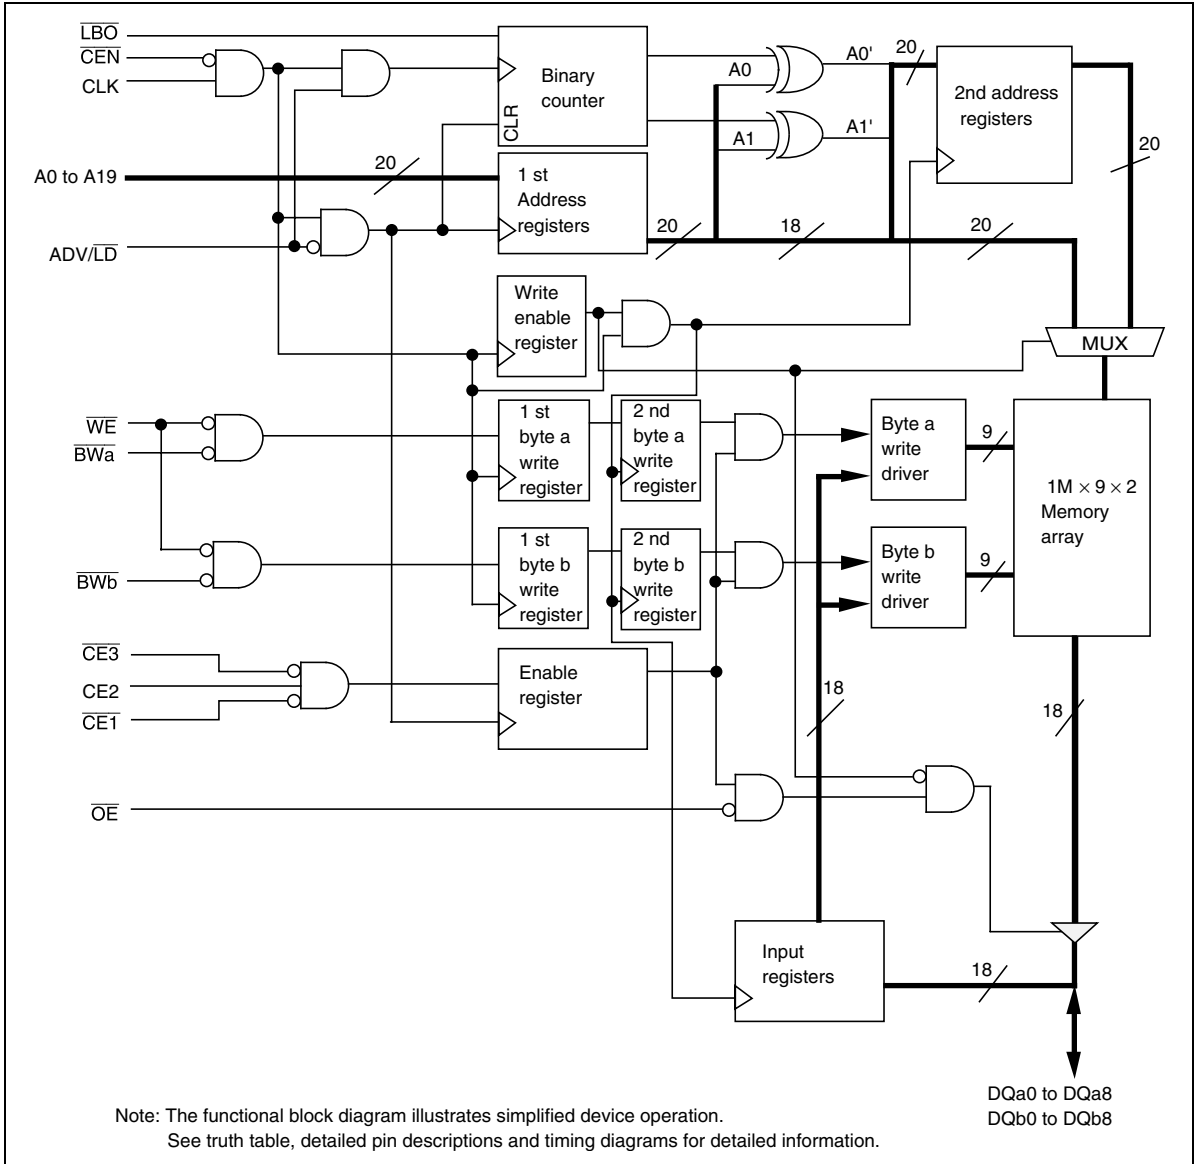 LBO
CEN
CLK
Binary
counter
CLR
A0
A0'
20
A1
A1'
2nd address
registers
20
A0 to A19
20
1 st
Address
registers
ADV/LD
20
18
20
Write
enable
register
MUX
WE
BWa
1 st
byte a
write
register
2 nd
byte a
write
register
Byte a
write
driver
9
1M × 9 × 2
Memory
array
BWb
1 st
byte b
write
register
2 nd
byte b
write
register
Byte b
write
driver
9
CE3
CE2
CE1
Enable
register
18
18
OE
Input
registers
18
DQa0 to DQa8
DQb0 to DQb8
Note: The functional block diagram illustrates simplified device operation.
See truth table, detailed pin descriptions and timing diagrams for detailed information.